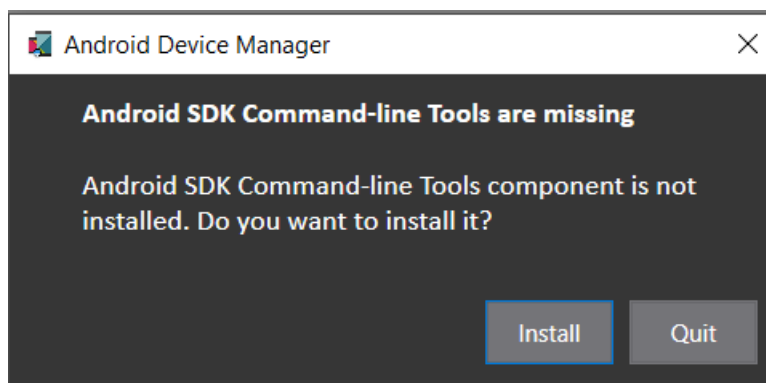 Android Device Manager
Android SDK Command-line Tools are missing
Android SDK Command-line Tools component is not
installed. Do you want to install it?
Install
Quit